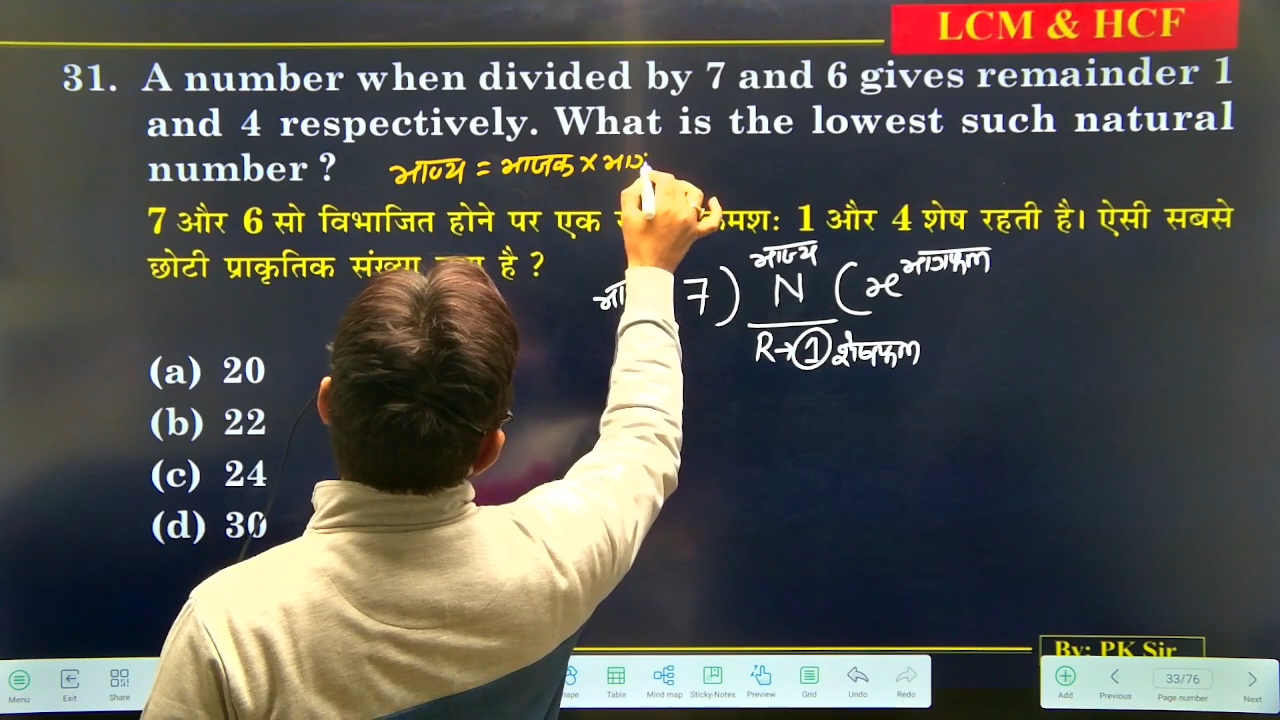 LCM & HCF
31. A number when divided by 7 and 6 gives remainder 1
and 4 respectively. What is the lowest such natural
number ?
भाज्य = भाजक × भाग
7 और 6 सो विभाजित होने पर एक 1 और 4 शेष रहती है। ऐसी सबसे
छोटी प्राकृतिक संख्या है ?
भाज्य
7) N (x भागफल
R→1 शेषफल
(a) 20
(b) 22
(c) 24
(d) 30
By: PK Sir
Menu Exit Share Table Mind map Sticky-Notes Preview Grid Undo Redo Add Previous 33/76 Page number Next